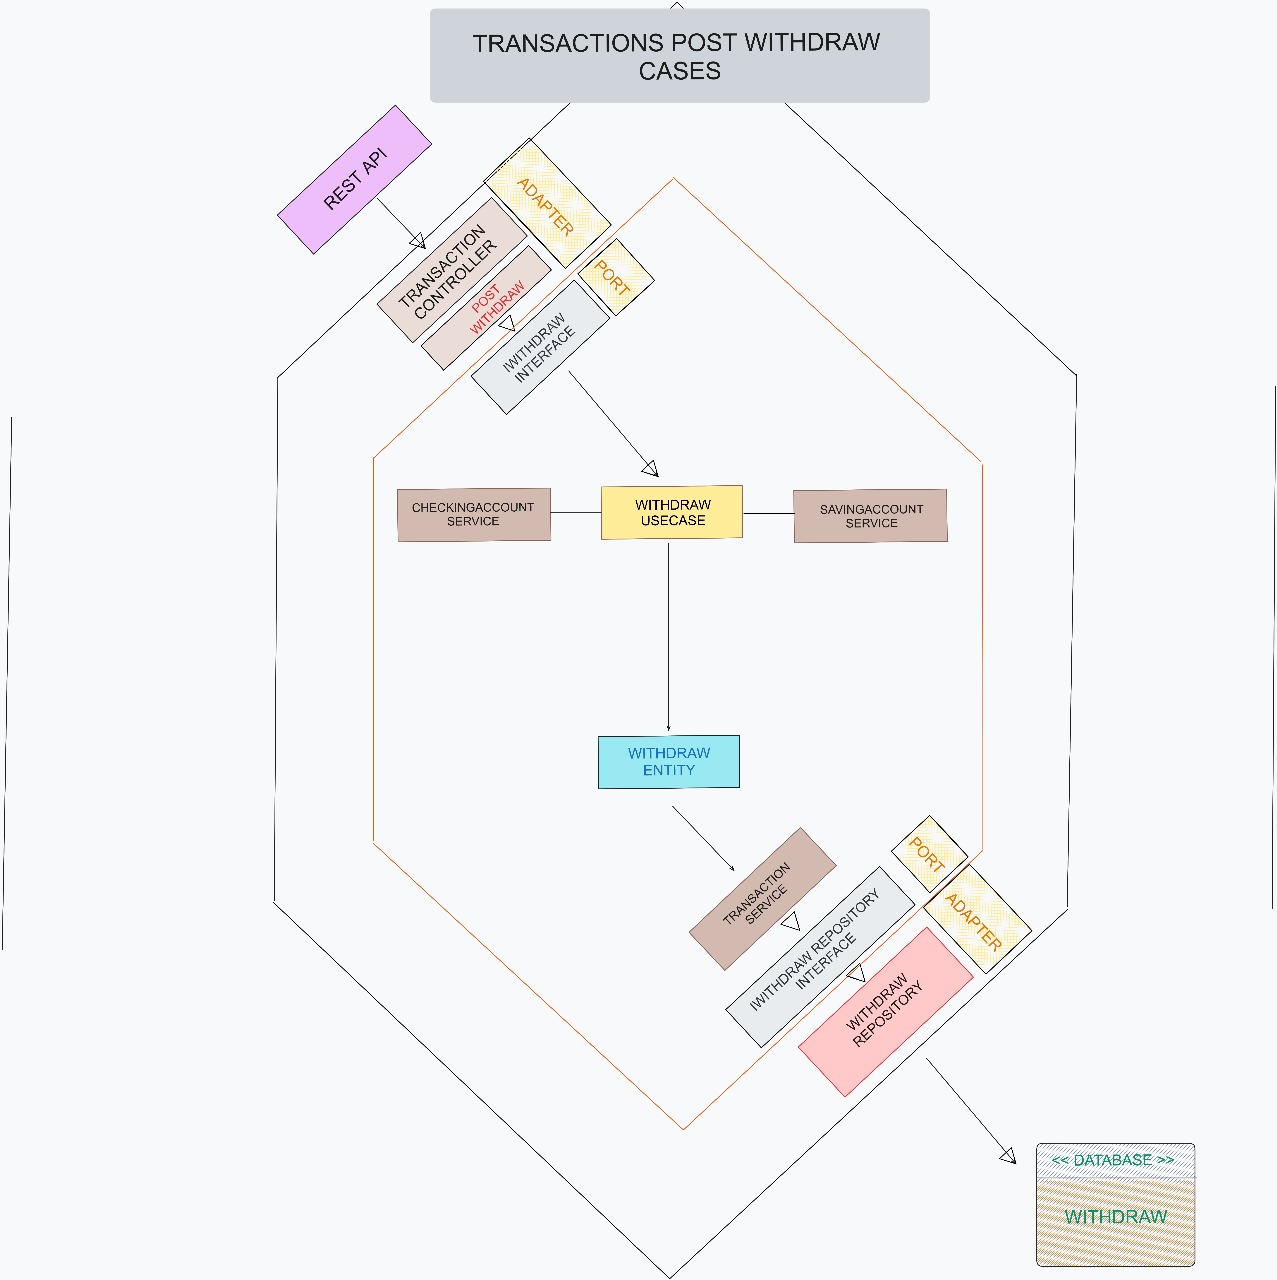 TRANSACTIONS POST WITHDRAW
CASES
REST API
ADAPTER
TRANSACTION
CONTROLLER
POST
WITHDRAW
PORT
IWITHDRAW
INTERFACE
CHECKINGACCOUNT
SERVICE
WITHDRAW
USECASE
SAVINGACCOUNT
SERVICE
WITHDRAW
ENTITY
TRANSACTION
SERVICE
PORT
IWITHDRAW REPOSITORY
INTERFACE
ADAPTER
WITHDRAW
REPOSITORY
<< DATABASE >>
WITHDRAW